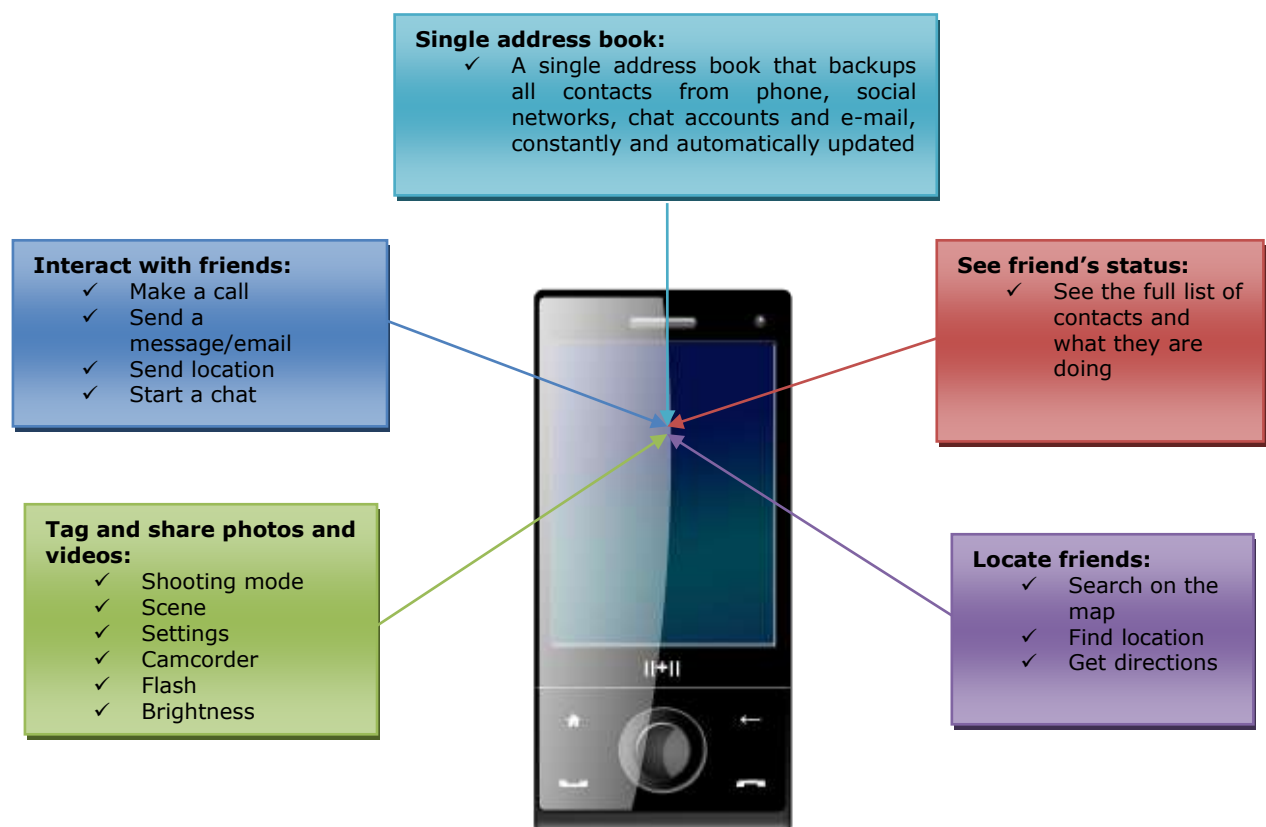 Single address book:
✓ A single address book that backups
all contacts from phone, social
networks, chat accounts and e-mail,
constantly and automatically updated
Interact with friends:
✓ Make a call
✓ Send a
message/email
✓ Send location
✓ Start a chat
See friend’s status:
✓ See the full list of
contacts and
what they are
doing
Tag and share photos and
videos:
✓ Shooting mode
✓ Scene
✓ Settings
✓ Camcorder
✓ Flash
✓ Brightness
Locate friends:
✓ Search on the
map
✓ Find location
✓ Get directions